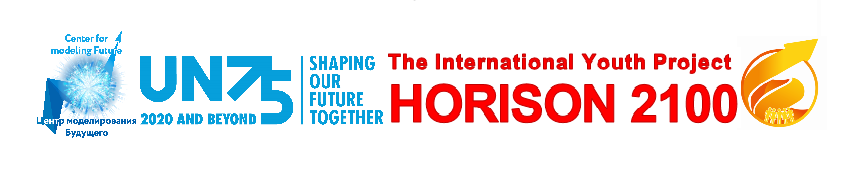 Center for
modeling Future
Центр моделирования
Будущего
UN75
2020 AND BEYOND
SHAPING
OUR
FUTURE
TOGETHER
The International Youth Project
HORISON 2100